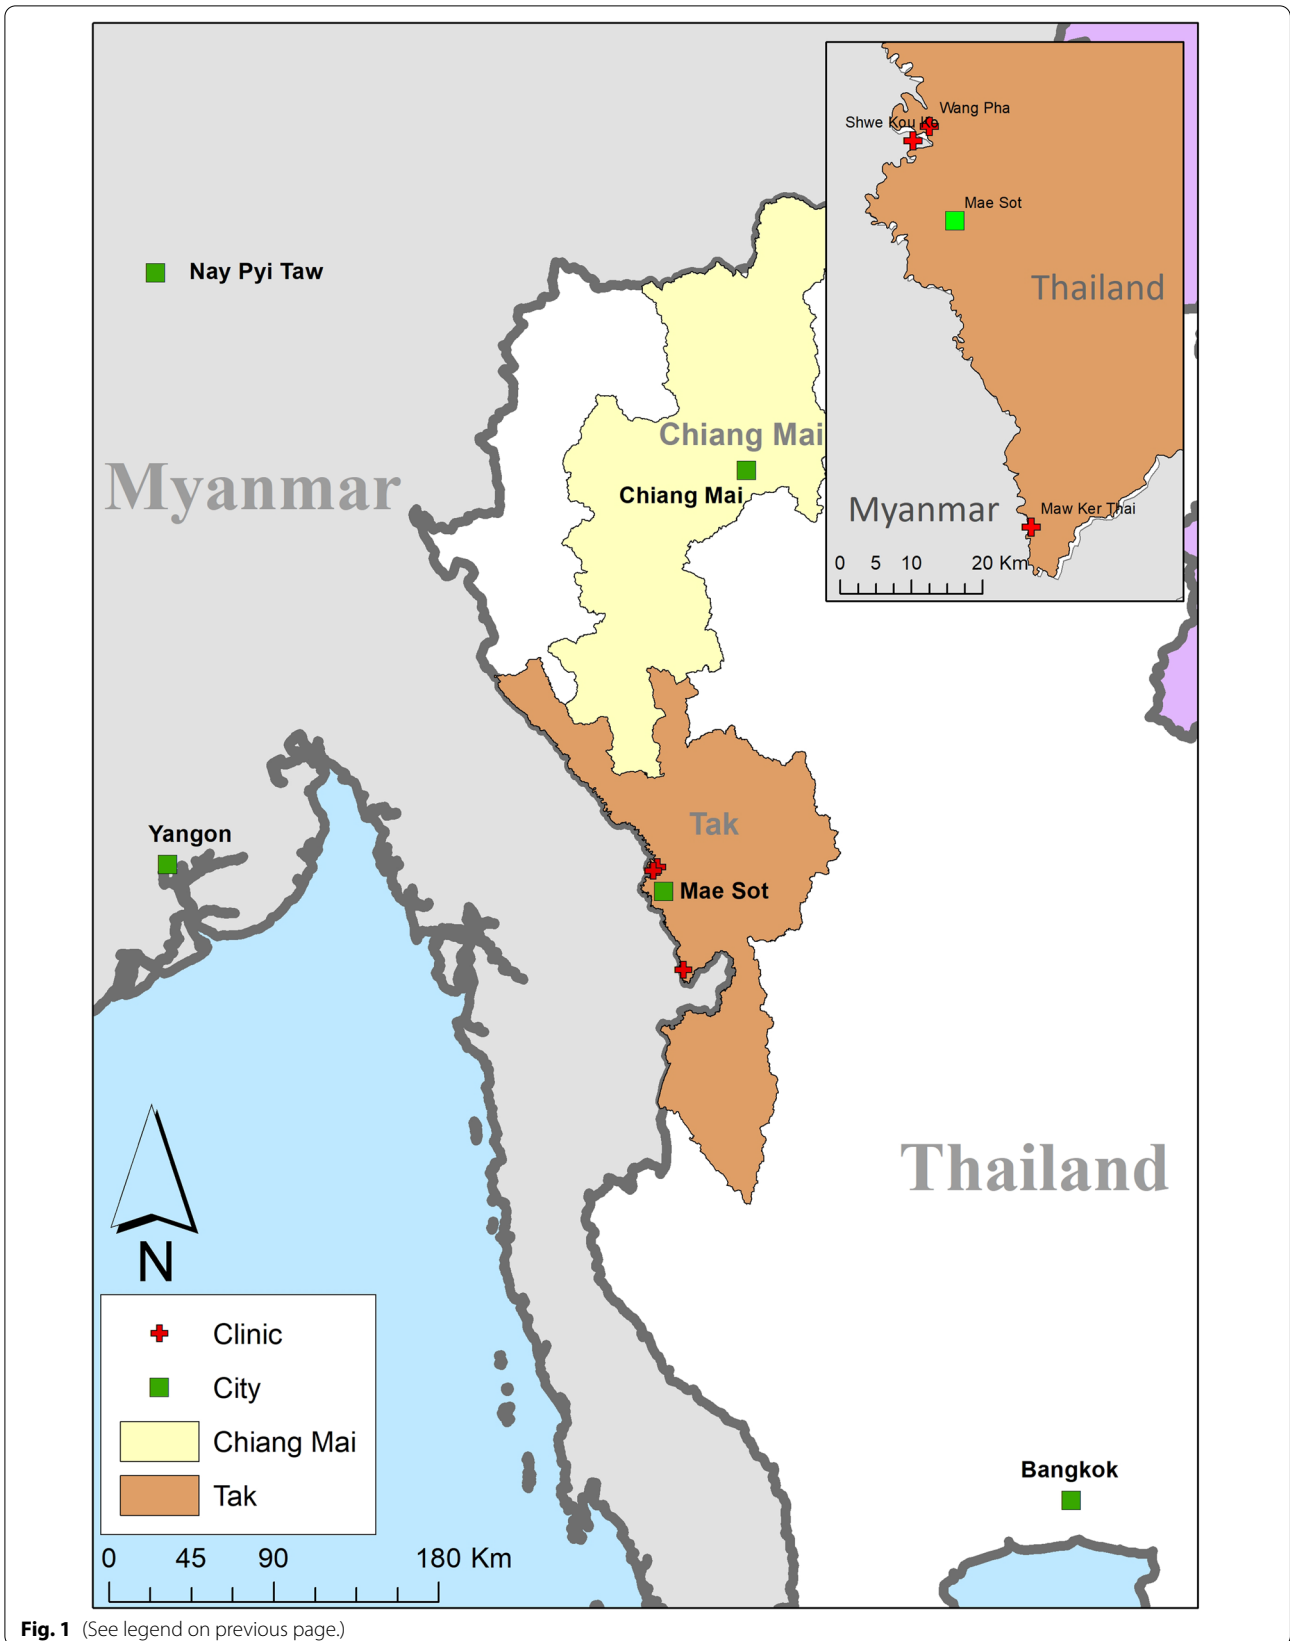 Wang Pha
Shwe Kou Ko
Mae Sot
Thailand
Nay Pyi Taw
Chiang Mai
Chiang Mai
Myanmar
Myanmar
Maw Ker Thai
0 5 10 20 Km
Tak
Yangon
Mae Sot
Thailand
N
Clinic
City
Chiang Mai
Tak
Bangkok
0 45 90 180 Km
Fig. 1 (See legend on previous page.)